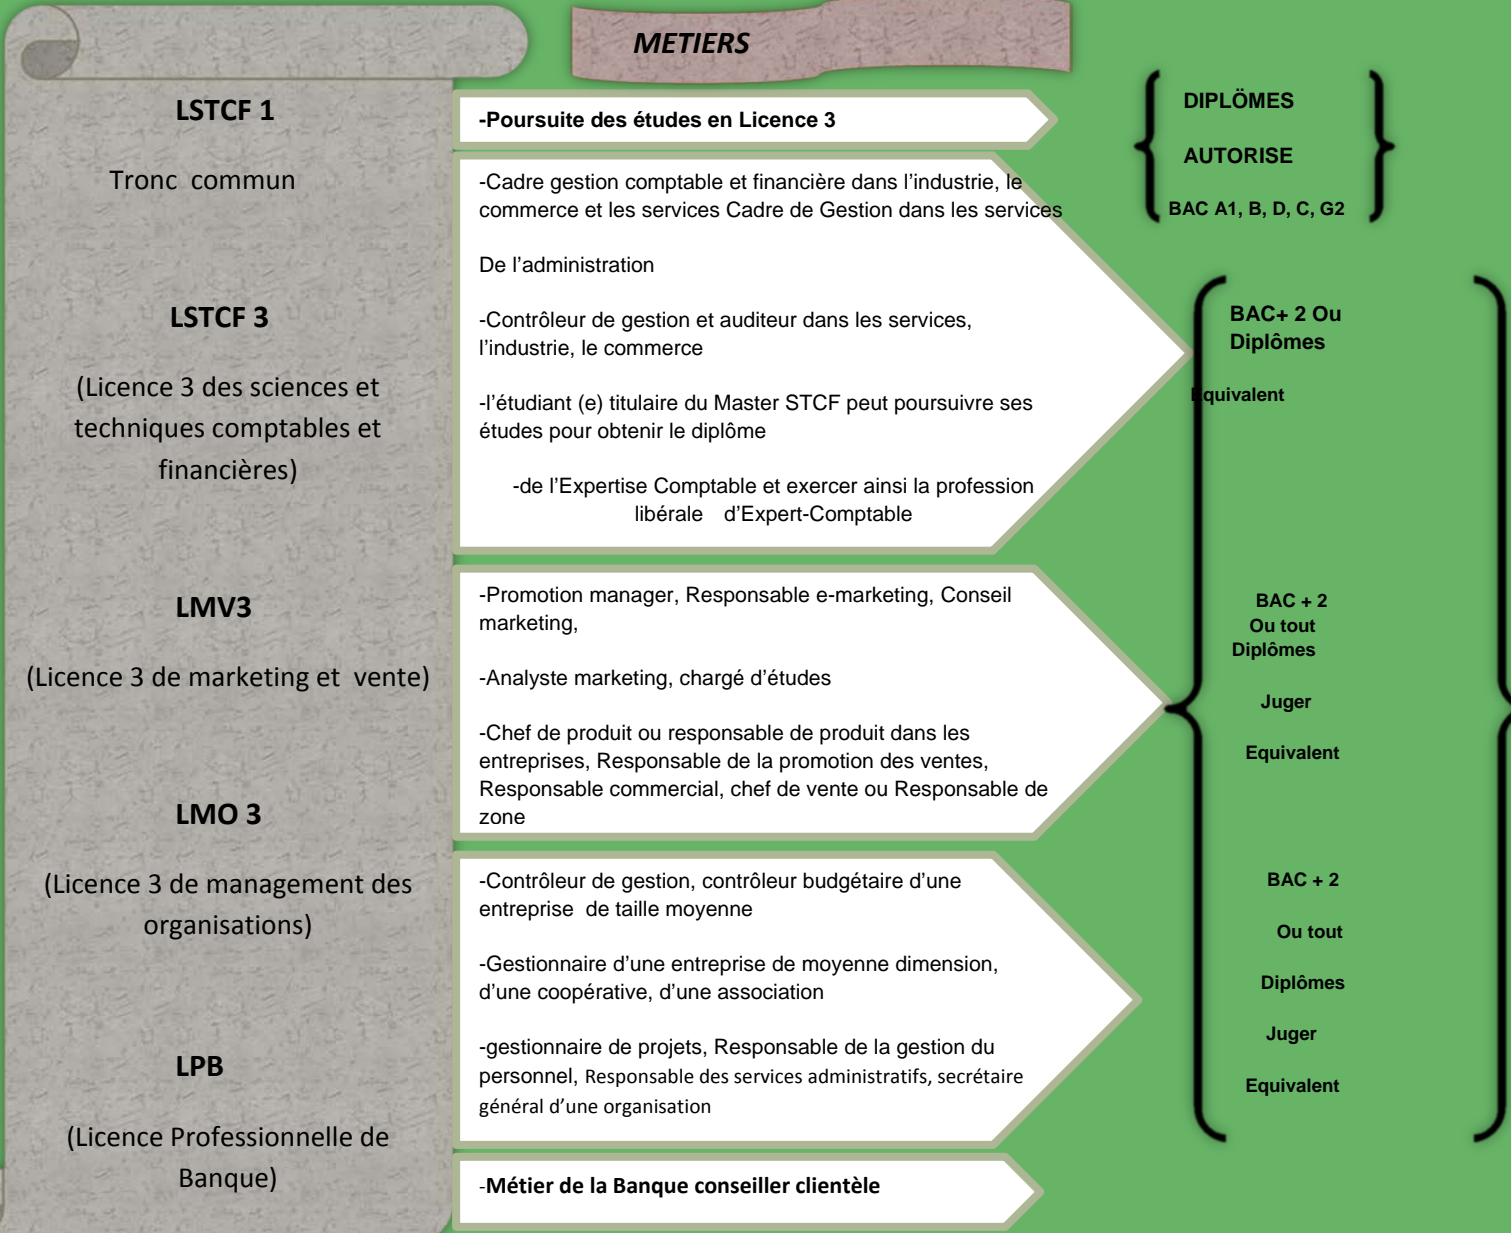 METIERS
LSTCF 1
Tronc commun
LSTCF 3
(Licence 3 des sciences et
techniques comptables et
financières)
LMV3
(Licence 3 de marketing et vente)
LMO 3
(Licence 3 de management des
organisations)
LPB
(Licence Professionnelle de
Banque)
-Poursuite des études en Licence 3
-Cadre gestion comptable et financière dans l’industrie, le
commerce et les services Cadre de Gestion dans les services
De l’administration
-Contrôleur de gestion et auditeur dans les services,
l’industrie, le commerce
-l’étudiant (e) titulaire du Master STCF peut poursuivre ses
études pour obtenir le diplôme
-de l’Expertise Comptable et exercer ainsi la profession
libérale d’Expert-Comptable
-Promotion manager, Responsable e-marketing, Conseil
marketing,
-Analyste marketing, chargé d’études
-Chef de produit ou responsable de produit dans les
entreprises, Responsable de la promotion des ventes,
Responsable commercial, chef de vente ou Responsable de
zone
-Contrôleur de gestion, contrôleur budgétaire d’une
entreprise de taille moyenne
-Gestionnaire d’une entreprise de moyenne dimension,
d’une coopérative, d’une association
-gestionnaire de projets, Responsable de la gestion du
personnel, Responsable des services administratifs, secrétaire
général d’une organisation
-Métier de la Banque conseiller clientèle
DIPLÖMES
AUTORISE
BAC A1, B, D, C, G2
BAC+ 2 Ou
Diplômes
Equivalent
BAC + 2
Ou tout
Diplômes
Juger
Equivalent
BAC + 2
Ou tout
Diplômes
Juger
Equivalent